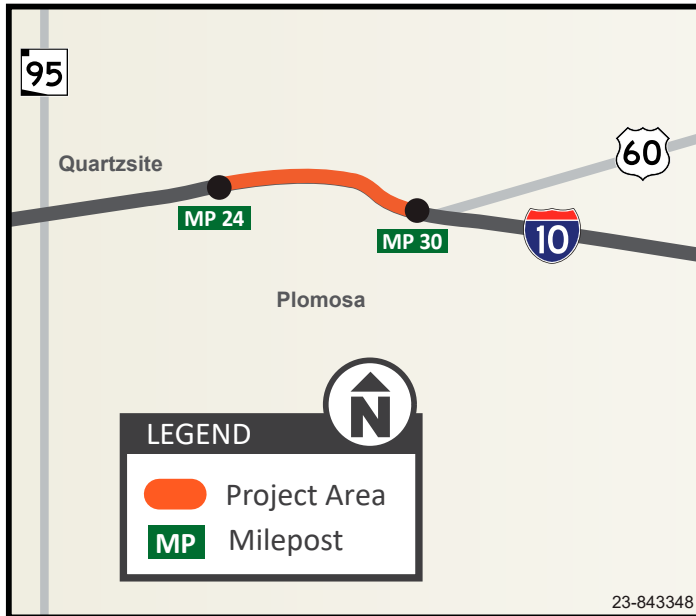 95
Quartzsite
60
MP 24
MP 30
10
Plomosa
N
LEGEND
Project Area
MP Milepost
23-843348